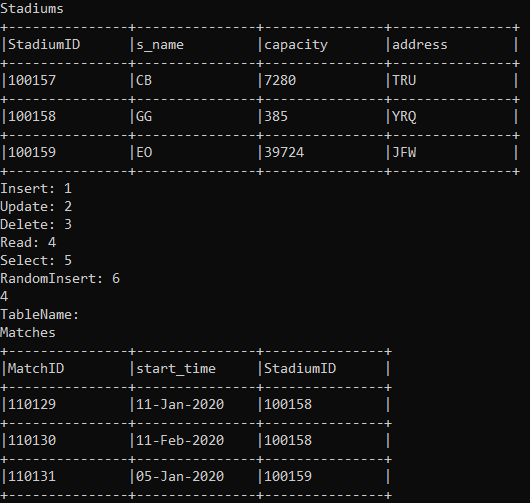 Stadiums
+---------------+---------------+---------------+---------------+
|StadiumID      |s_name         |capacity       |address        |
+---------------+---------------+---------------+---------------+
|100157         |CB             |7280           |TRU            |
+---------------+---------------+---------------+---------------+
|100158         |GG             |385            |YRQ            |
+---------------+---------------+---------------+---------------+
|100159         |EO             |39724          |JFW            |
+---------------+---------------+---------------+---------------+
Insert: 1
Update: 2
Delete: 3
Read: 4
Select: 5
RandomInsert: 6
4
TableName:
Matches
+---------------+---------------+---------------+
|MatchID        |start_time     |StadiumID      |
+---------------+---------------+---------------+
|110129         |11-Jan-2020    |100158         |
+---------------+---------------+---------------+
|110130         |11-Feb-2020    |100158         |
+---------------+---------------+---------------+
|110131         |05-Jan-2020    |100159         |
+---------------+---------------+---------------+